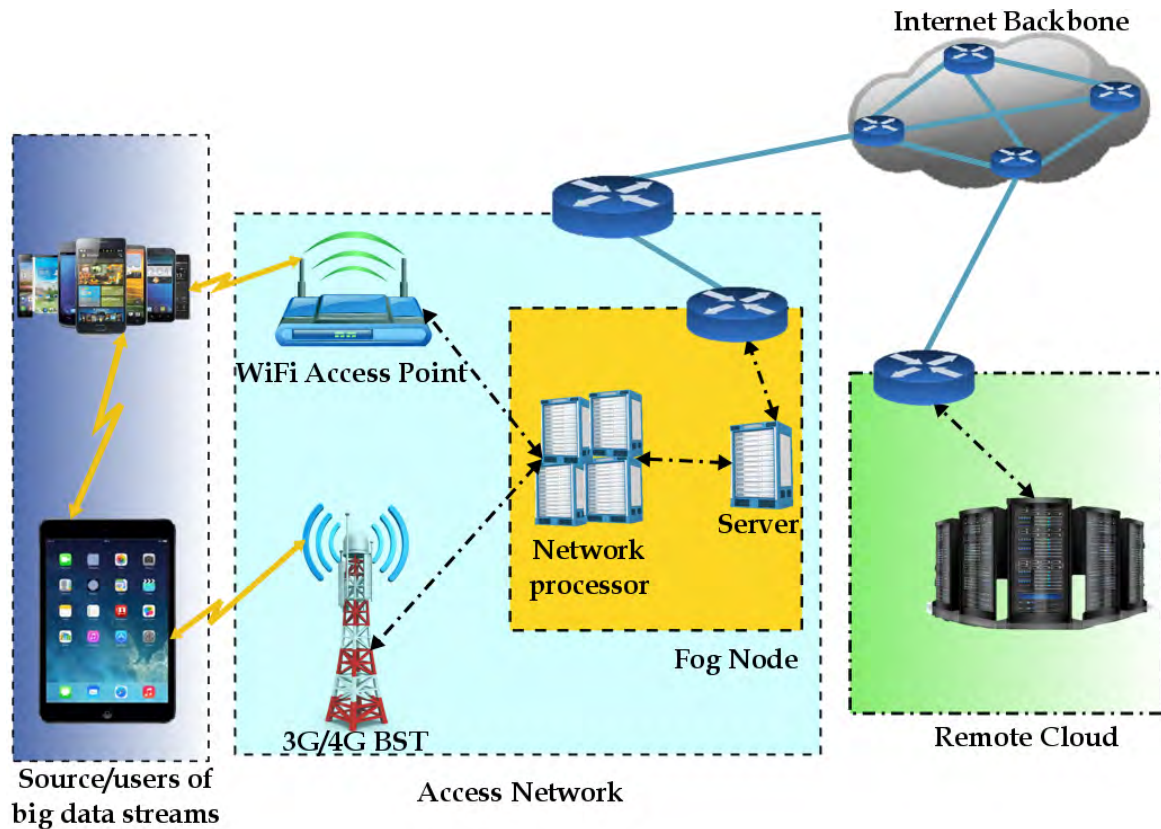 Internet Backbone
WiFi Access Point
Server
Network
processor
Fog Node
3G/4G BST
Remote Cloud
Source/users of
big data streams
Access Network